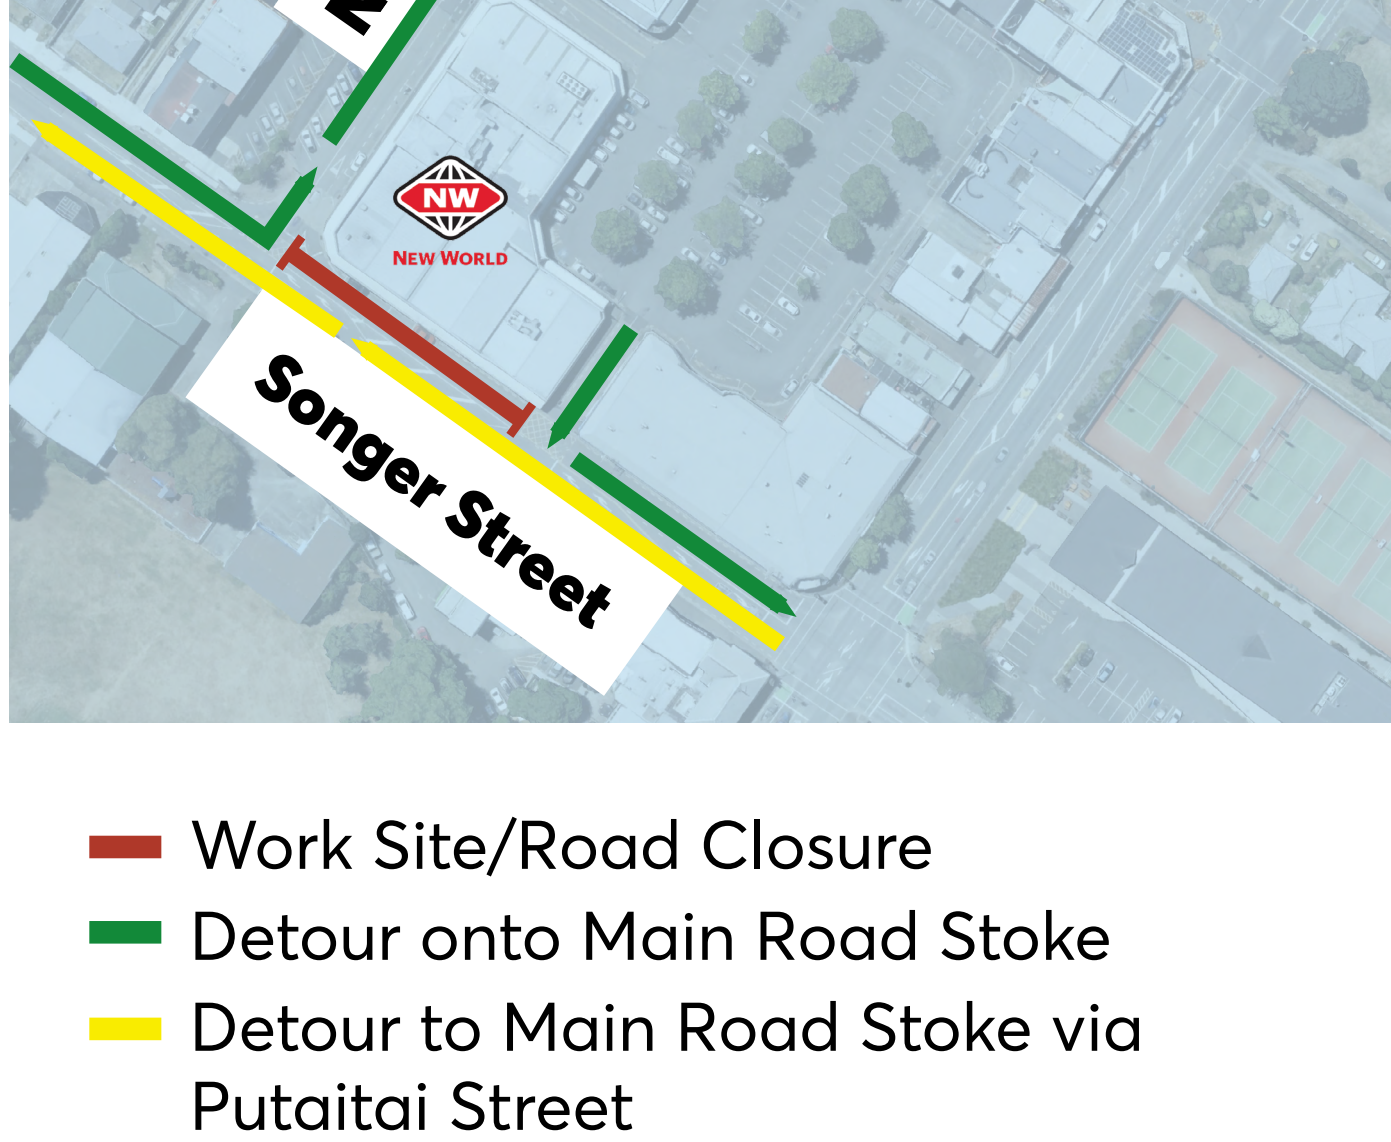 NW
NEW WORLD
Songer Street
Work Site/Road Closure
Detour onto Main Road Stoke
Detour to Main Road Stoke via
Putaitai Street